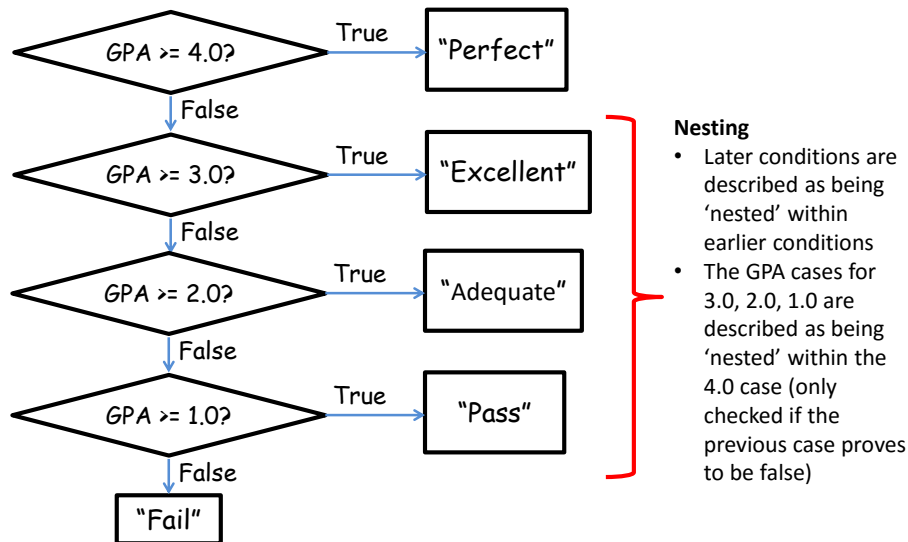 GPA >= 4.0?
True
“Perfect”
False
GPA >= 3.0?
True
“Excellent”
False
GPA >= 2.0?
True
“Adequate”
False
GPA >= 1.0?
True
“Pass”
False
“Fail”
Nesting
• Later conditions are
described as being
‘nested’ within
earlier conditions
• The GPA cases for
3.0, 2.0, 1.0 are
described as being
‘nested’ within the
4.0 case (only
checked if the
previous case proves
to be false)